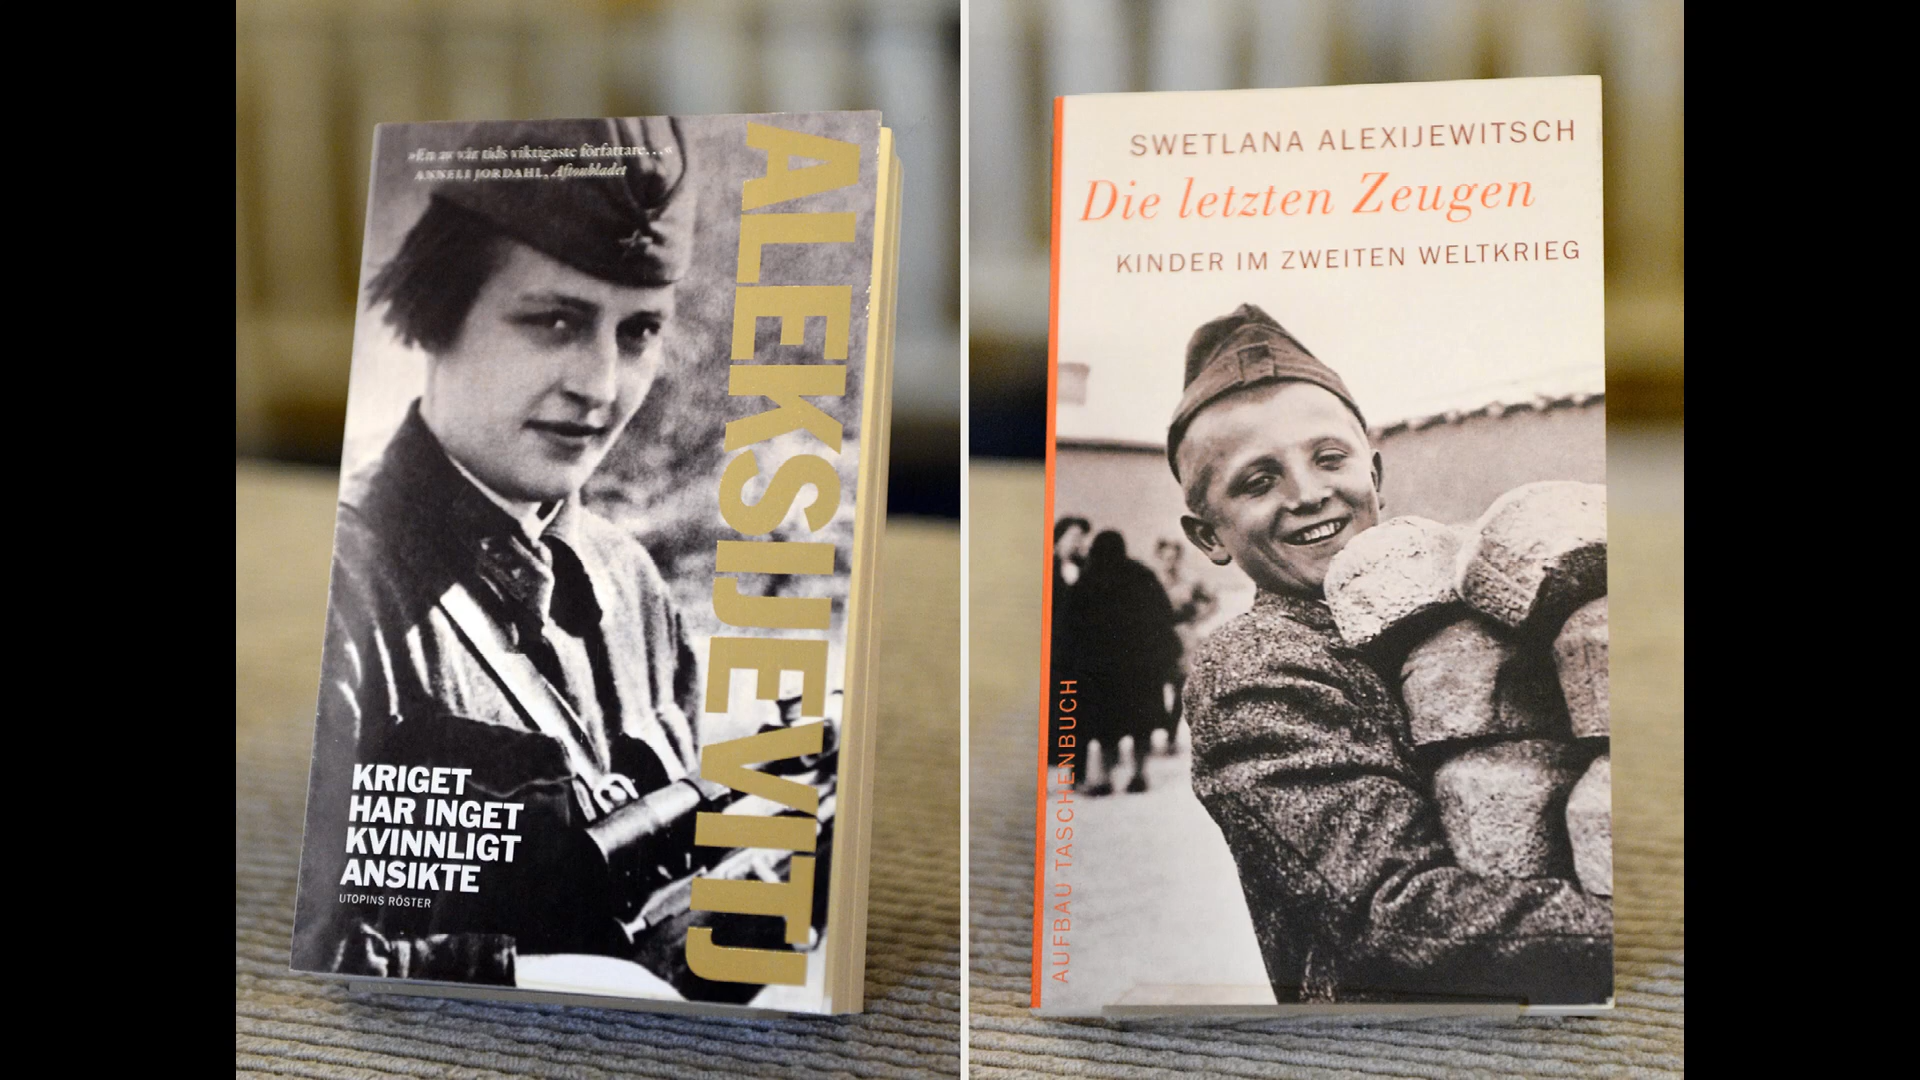 »En av vår tids viktigaste författare…«
ANNELI JORDAHL, Aftonbladet
ALEKSIJEVITJ
KRIGET
HAR INGET
KVINNLIGT
ANSIKTE
UTOPINS RÖSTER
SWETLANA ALEXIJEWITSCH
Die letzten Zeugen
KINDER IM ZWEITEN WELTKRIEG
AUFBAU TASCHENBUCH